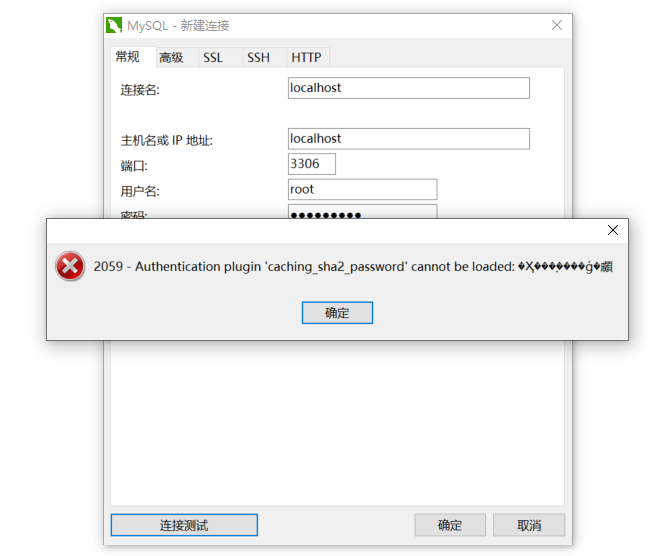 MySQL - 新建连接
常规 高级 SSL SSH HTTP
连接名: localhost
主机名或 IP 地址: localhost
端口: 3306
用户名: root
密码: ●●●●●●●●●
2059 - Authentication plugin 'caching_sha2_password' cannot be loaded:
确定
连接测试 确定 取消